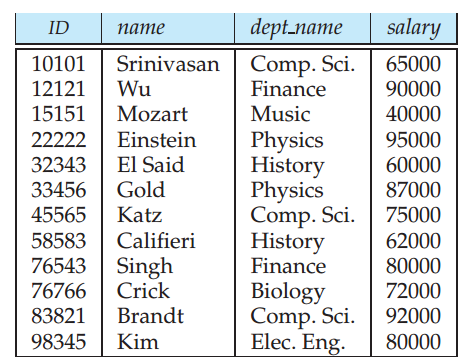 ID name dept_name salary
10101 Srinivasan Comp. Sci. 65000
12121 Wu Finance 90000
15151 Mozart Music 40000
22222 Einstein Physics 95000
32343 El Said History 60000
33456 Gold Physics 87000
45565 Katz Comp. Sci. 75000
58583 Califieri History 62000
76543 Singh Finance 80000
76766 Crick Biology 72000
83821 Brandt Comp. Sci. 92000
98345 Kim Elec. Eng. 80000